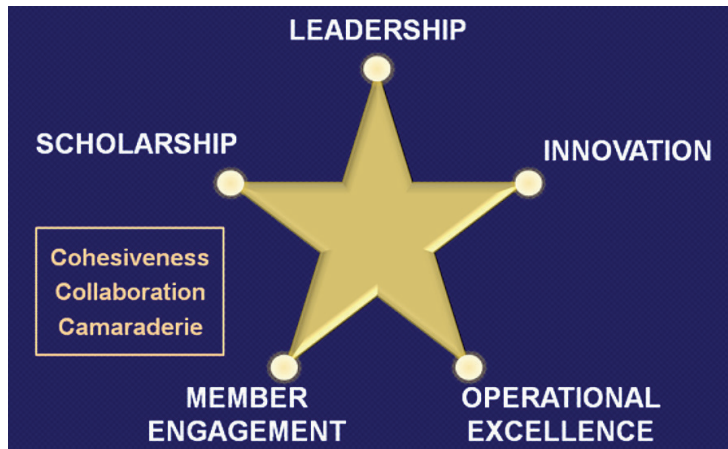 LEADERSHIP
SCHOLARSHIP
INNOVATION
Cohesiveness
Collaboration
Camaraderie
MEMBER
ENGAGEMENT
OPERATIONAL
EXCELLENCE